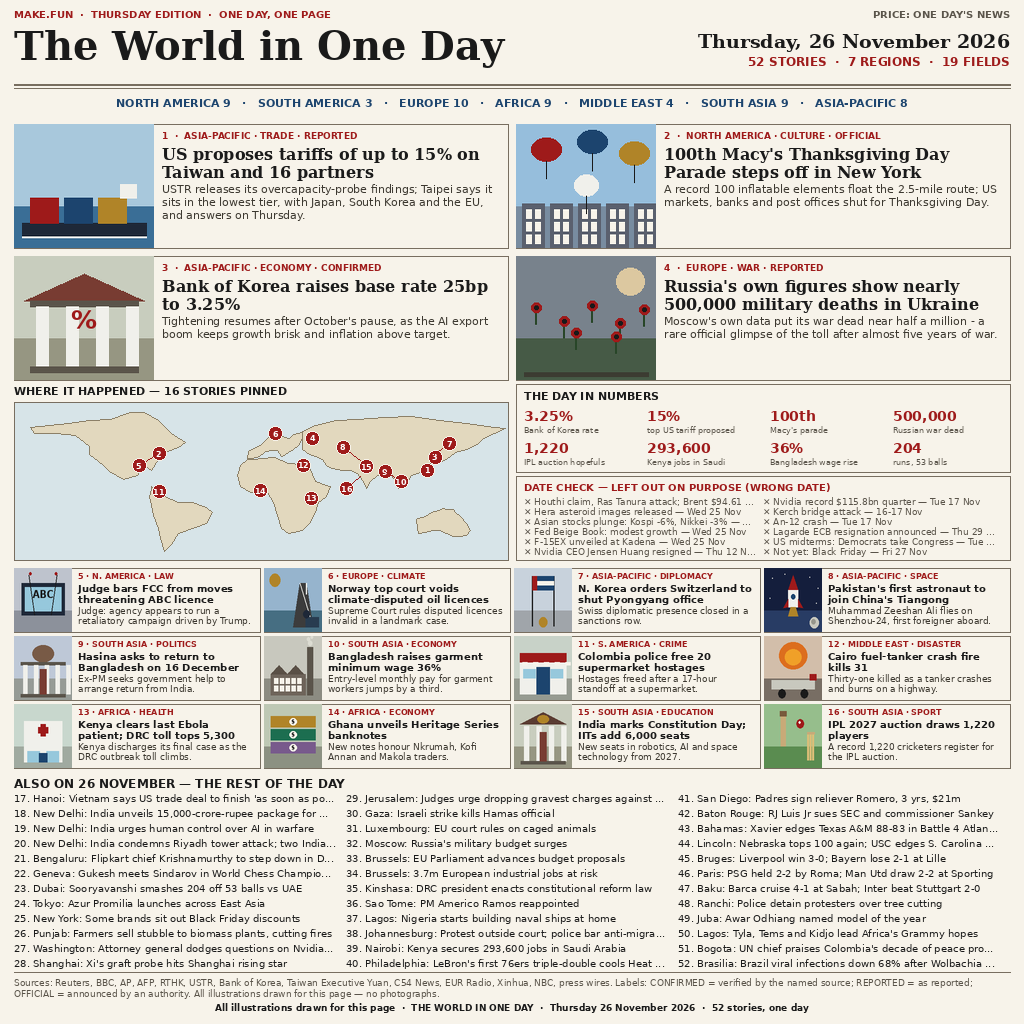 MAKE.FUN · THURSDAY EDITION · ONE DAY, ONE PAGE
PRICE: ONE DAY'S NEWS
The World in One Day
Thursday, 26 November 2026
52 STORIES · 7 REGIONS · 19 FIELDS
NORTH AMERICA 9 · SOUTH AMERICA 3 · EUROPE 10 · AFRICA 9 · MIDDLE EAST 4 · SOUTH ASIA 9 · ASIA-PACIFIC 8
1 · ASIA-PACIFIC · TRADE · REPORTED
US proposes tariffs of up to 15% on
Taiwan and 16 partners
USTR releases its overcapacity-probe findings; Taipei says it
sits in the lowest tier, with Japan, South Korea and the EU,
and answers on Thursday.
2 · NORTH AMERICA · CULTURE · OFFICIAL
100th Macy's Thanksgiving Day
Parade steps off in New York
A record 100 inflatable elements float the 2.5-mile route; US
markets, banks and post offices shut for Thanksgiving Day.
%
3 · ASIA-PACIFIC · ECONOMY · CONFIRMED
Bank of Korea raises base rate 25bp
to 3.25%
Tightening resumes after October's pause, as the AI export
boom keeps growth brisk and inflation above target.
4 · EUROPE · WAR · REPORTED
Russia's own figures show nearly
500,000 military deaths in Ukraine
Moscow's own data put its war dead near half a million - a
rare official glimpse of the toll after almost five years of war.
WHERE IT HAPPENED — 16 STORIES PINNED
6
4
8
7
2
5
12
15
9
3
1
10
11
14
13
16
THE DAY IN NUMBERS
3.25% 15% 100th 500,000
Bank of Korea rate top US tariff proposed Macy's parade Russian war dead
1,220 293,600 36% 204
IPL auction hopefuls Kenya jobs in Saudi Bangladesh wage rise runs, 53 balls
DATE CHECK — LEFT OUT ON PURPOSE (WRONG DATE)
× Houthi claim, Ras Tanura attack; Brent $94.61 ...
× Hera asteroid images released — Wed 25 Nov
× Asian stocks plunge: Kospi -6%, Nikkei -3% — ...
× Fed Beige Book: modest growth — Wed 25 Nov
× F-15EX unveiled at Kadena — Wed 25 Nov
× Nvidia CEO Jensen Huang resigned — Thu 12 N...
× Nvidia record $115.8bn quarter — Tue 17 Nov
× Kerch bridge attack — 16-17 Nov
× An-12 crash — Tue 17 Nov
× Lagarde ECB resignation announced — Thu 29 ...
× US midterms: Democrats take Congress — Tue ...
× Not yet: Black Friday — Fri 27 Nov
ABC
5 · N. AMERICA · LAW
Judge bars FCC from moves
threatening ABC licence
Judge: agency appears to run a
retaliatory campaign driven by Trump.
6 · EUROPE · CLIMATE
Norway top court voids
climate-disputed oil licences
Supreme Court rules disputed licences
invalid in a landmark case.
7 · ASIA-PACIFIC · DIPLOMACY
N. Korea orders Switzerland to
shut Pyongyang office
Swiss diplomatic presence closed in a
sanctions row.
8 · ASIA-PACIFIC · SPACE
Pakistan's first astronaut to
join China's Tiangong
Muhammad Zeeshan Ali flies on
Shenzhou-24, first foreigner aboard.
9 · SOUTH ASIA · POLITICS
Hasina asks to return to
Bangladesh on 16 December
Ex-PM seeks government help to
arrange return from India.
10 · SOUTH ASIA · ECONOMY
Bangladesh raises garment
minimum wage 36%
Entry-level monthly pay for garment
workers jumps by a third.
11 · S. AMERICA · CRIME
Colombia police free 20
supermarket hostages
Hostages freed after a 17-hour
standoff at a supermarket.
12 · MIDDLE EAST · DISASTER
Cairo fuel-tanker crash fire
kills 31
Thirty-one killed as a tanker crashes
and burns on a highway.
13 · AFRICA · HEALTH
Kenya clears last Ebola
patient; DRC toll tops 5,300
Kenya discharges its final case as the
DRC outbreak toll climbs.
$
$
$
14 · AFRICA · ECONOMY
Ghana unveils Heritage Series
banknotes
New notes honour Nkrumah, Kofi
Annan and Makola traders.
15 · SOUTH ASIA · EDUCATION
India marks Constitution Day;
IITs add 6,000 seats
New seats in robotics, AI and space
technology from 2027.
16 · SOUTH ASIA · SPORT
IPL 2027 auction draws 1,220
players
A record 1,220 cricketers register for
the IPL auction.
ALSO ON 26 NOVEMBER — THE REST OF THE DAY
17. Hanoi: Vietnam says US trade deal to finish 'as soon as po...
18. New Delhi: India unveils 15,000-crore-rupee package for ...
19. New Delhi: India urges human control over AI in warfare
20. New Delhi: India condemns Riyadh tower attack; two India...
21. Bengaluru: Flipkart chief Krishnamurthy to step down in D...
22. Geneva: Gukesh meets Sindarov in World Chess Champio...
23. Dubai: Sooryavanshi smashes 204 off 53 balls vs UAE
24. Tokyo: Azur Promilia launches across East Asia
25. New York: Some brands sit out Black Friday discounts
26. Punjab: Farmers sell stubble to biomass plants, cutting fires
27. Washington: Attorney general dodges questions on Nvidia...
28. Shanghai: Xi's graft probe hits Shanghai rising star
29. Jerusalem: Judges urge dropping gravest charges against ...
30. Gaza: Israeli strike kills Hamas official
31. Luxembourg: EU court rules on caged animals
32. Moscow: Russia's military budget surges
33. Brussels: EU Parliament advances budget proposals
34. Brussels: 3.7m European industrial jobs at risk
35. Kinshasa: DRC president enacts constitutional reform law
36. Sao Tome: PM Americo Ramos reappointed
37. Lagos: Nigeria starts building naval ships at home
38. Johannesburg: Protest outside court; police bar anti-migra...
39. Nairobi: Kenya secures 293,600 jobs in Saudi Arabia
40. Philadelphia: LeBron's first 76ers triple-double cools Heat ...
41. San Diego: Padres sign reliever Romero, 3 yrs, $21m
42. Baton Rouge: RJ Luis Jr sues SEC and commissioner Sankey
43. Bahamas: Xavier edges Texas A&M 88-83 in Battle 4 Atlan...
44. Lincoln: Nebraska tops 100 again; USC edges S. Carolina ...
45. Bruges: Liverpool win 3-0; Bayern lose 2-1 at Lille
46. Paris: PSG held 2-2 by Roma; Man Utd draw 2-2 at Sporting
47. Baku: Barca cruise 4-1 at Sabah; Inter beat Stuttgart 2-0
48. Ranchi: Police detain protesters over tree cutting
49. Juba: Awar Odhiang named model of the year
50. Lagos: Tyla, Tems and Kidjo lead Africa's Grammy hopes
51. Bogota: UN chief praises Colombia's decade of peace pro...
52. Brasilia: Brazil viral infections down 68% after Wolbachia ...
Sources: Reuters, BBC, AP, AFP, RTHK, USTR, Bank of Korea, Taiwan Executive Yuan, C54 News, EUR Radio, Xinhua, NBC, press wires. Labels: CONFIRMED = verified by the named source; REPORTED = as reported;
OFFICIAL = announced by an authority. All illustrations drawn for this page — no photographs.
All illustrations drawn for this page · THE WORLD IN ONE DAY · Thursday 26 November 2026 · 52 stories, one day